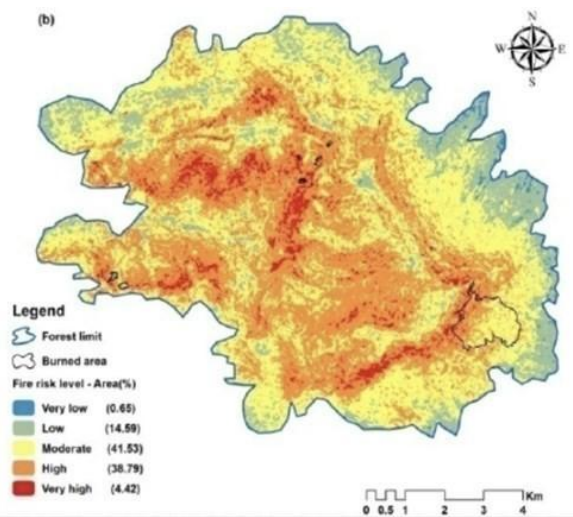 (b)
N
W E
S
Legend
Forest limit
Burned area
Fire risk level - Area(%)
Very low (0.65)
Low (14.59)
Moderate (41.53)
High (38.79)
Very high (4.42)
Km
0 0.5 1 2 3 4